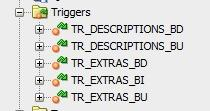 Triggers
TR_DESCRIPTIONS_BD
TR_DESCRIPTIONS_BU
TR_EXTRAS_BD
TR_EXTRAS_BI
TR_EXTRAS_BU